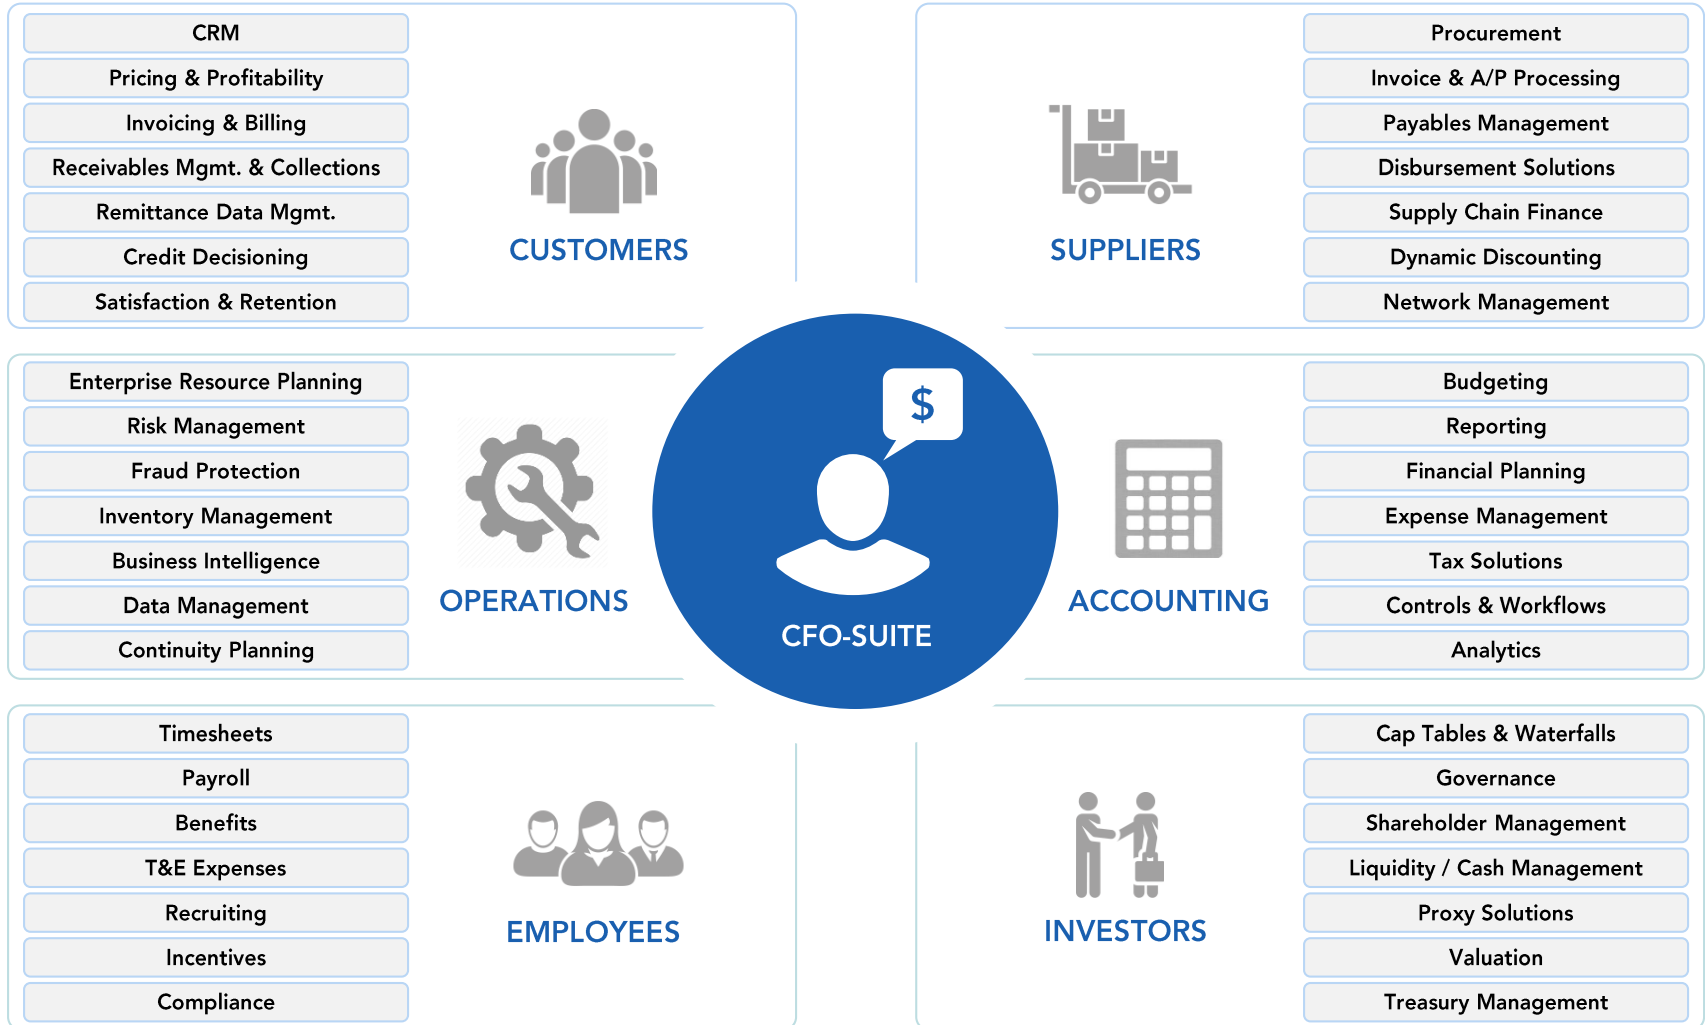 CRM
Pricing & Profitability
Invoicing & Billing
Receivables Mgmt. & Collections
Remittance Data Mgmt.
Credit Decisioning
Satisfaction & Retention
CUSTOMERS
SUPPLIERS
Procurement
Invoice & A/P Processing
Payables Management
Disbursement Solutions
Supply Chain Finance
Dynamic Discounting
Network Management
Enterprise Resource Planning
Risk Management
Fraud Protection
Inventory Management
Business Intelligence
Data Management
Continuity Planning
OPERATIONS
$
CFO-SUITE
ACCOUNTING
Budgeting
Reporting
Financial Planning
Expense Management
Tax Solutions
Controls & Workflows
Analytics
Timesheets
Payroll
Benefits
T&E Expenses
Recruiting
Incentives
Compliance
EMPLOYEES
INVESTORS
Cap Tables & Waterfalls
Governance
Shareholder Management
Liquidity / Cash Management
Proxy Solutions
Valuation
Treasury Management